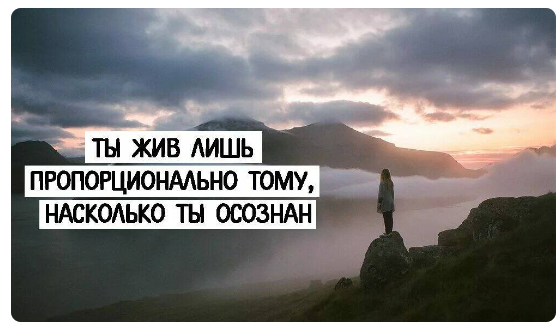 ТЫ ЖИВ ЛИШЬ
ПРОПОРЦИОНАЛЬНО ТОМУ,
НАСКОЛЬКО ТЫ ОСОЗНАН